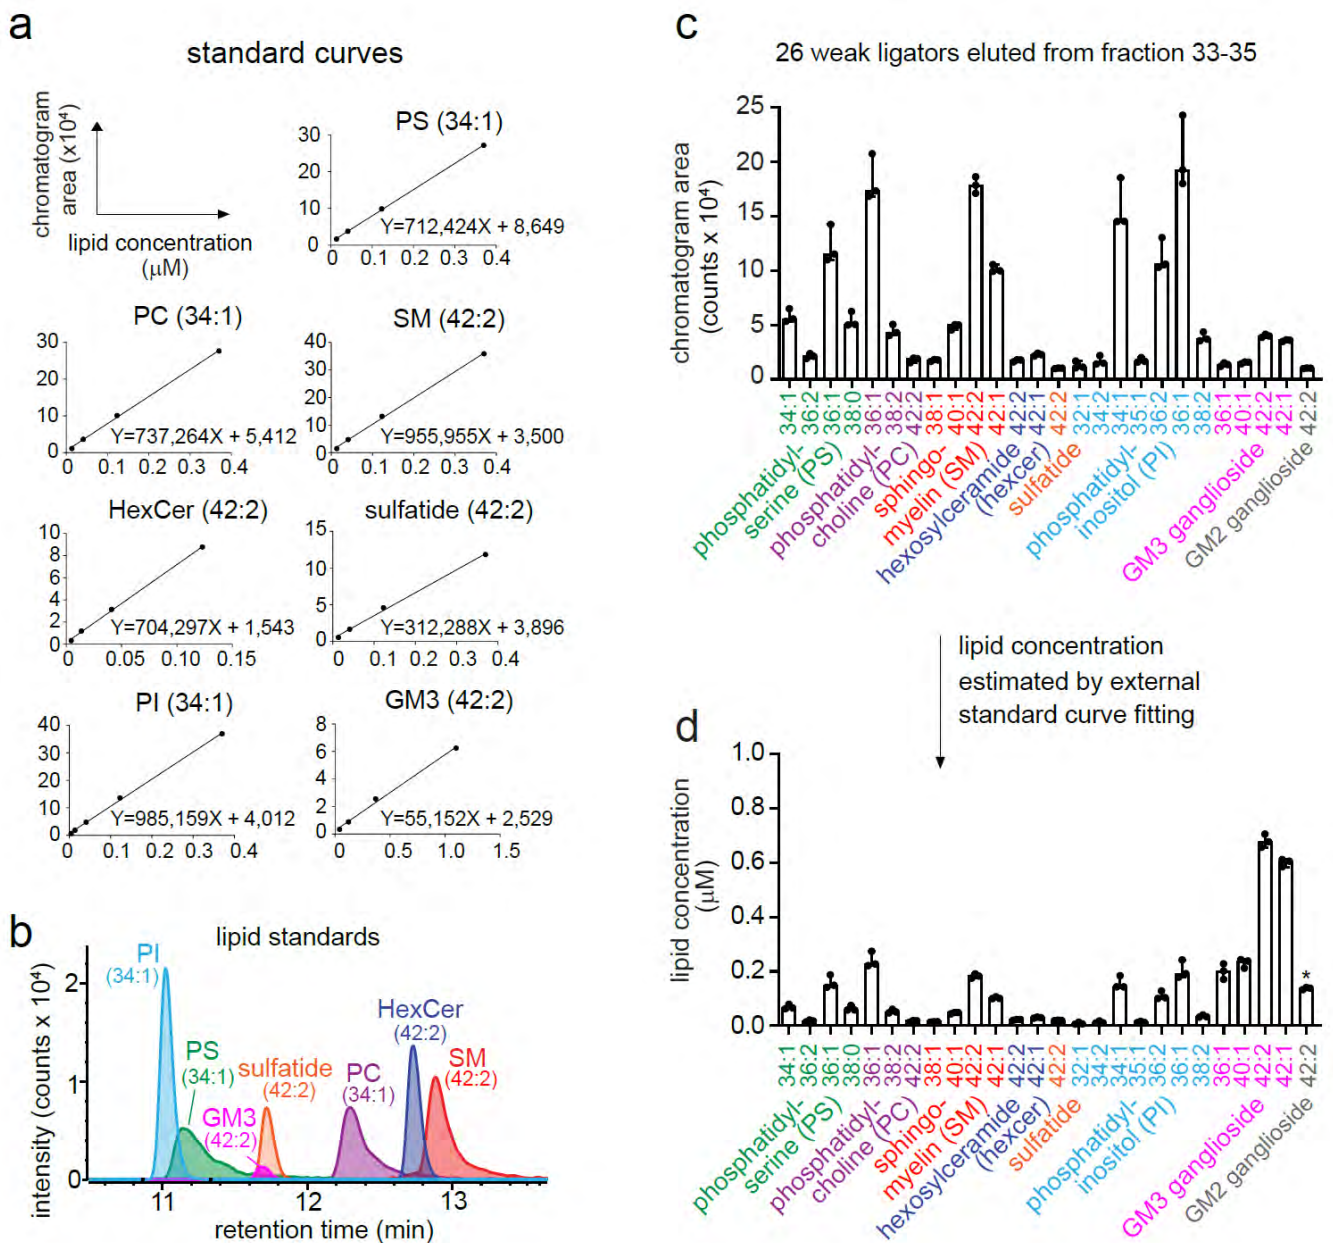 a
standard curves
chromatogram
area (x10⁴)
lipid concentration
(μM)
PS (34:1)
30
20
10
0
Y=712,424X + 8,649
0 0.1 0.2 0.3 0.4
PC (34:1)
30
20
10
0
Y=737,264X + 5,412
0 0.1 0.2 0.3 0.4
SM (42:2)
40
30
20
10
0
Y=955,955X + 3,500
0 0.1 0.2 0.3 0.4
HexCer (42:2)
10
8
6
4
2
0
Y=704,297X + 1,543
0 0.05 0.10 0.15
sulfatide (42:2)
15
10
5
0
Y=312,288X + 3,896
0 0.1 0.2 0.3 0.4
PI (34:1)
40
30
20
10
0
Y=985,159X + 4,012
0 0.1 0.2 0.3 0.4
GM3 (42:2)
8
6
4
2
0
Y=55,152X + 2,529
0 0.5 1.0 1.5
b
lipid standards
intensity (counts x 10⁴)
2
1
0
PI
(34:1)
PS
(34:1)
GM3
(42:2)
sulfatide
(42:2)
PC
(34:1)
HexCer
(42:2)
SM
(42:2)
11 12 13
retention time (min)
c
26 weak ligators eluted from fraction 33-35
chromatogram area
(counts x 10⁴)
25
20
15
10
5
0
34:1 36:2 36:1 38:0 36:1 38:2 42:2 38:1 40:1 42:2 42:1 42:2 42:1 42:2 32:1 34:2 34:1 35:1 36:2 36:1 38:2 36:1 40:1 42:2 42:1 42:2
phosphatidyl-
serine (PS)
phosphatidyl-
choline (PC)
sphingo-
myelin (SM)
hexosylceramide
(hexcer)
sulfatide
phosphatidyl-
inositol (PI)
GM3 ganglioside
GM2 ganglioside
lipid concentration
estimated by external
standard curve fitting
d
lipid concentration
(μM)
1.0
0.8
0.6
0.4
0.2
0.0
*
34:1 36:2 36:1 38:0 36:1 38:2 42:2 38:1 40:1 42:2 42:1 42:2 42:1 42:2 32:1 34:2 34:1 35:1 36:2 36:1 38:2 36:1 40:1 42:2 42:1 42:2
phosphatidyl-
serine (PS)
phosphatidyl-
choline (PC)
sphingo-
myelin (SM)
hexosylceramide
(hexcer)
sulfatide
phosphatidyl-
inositol (PI)
GM3 ganglioside
GM2 ganglioside